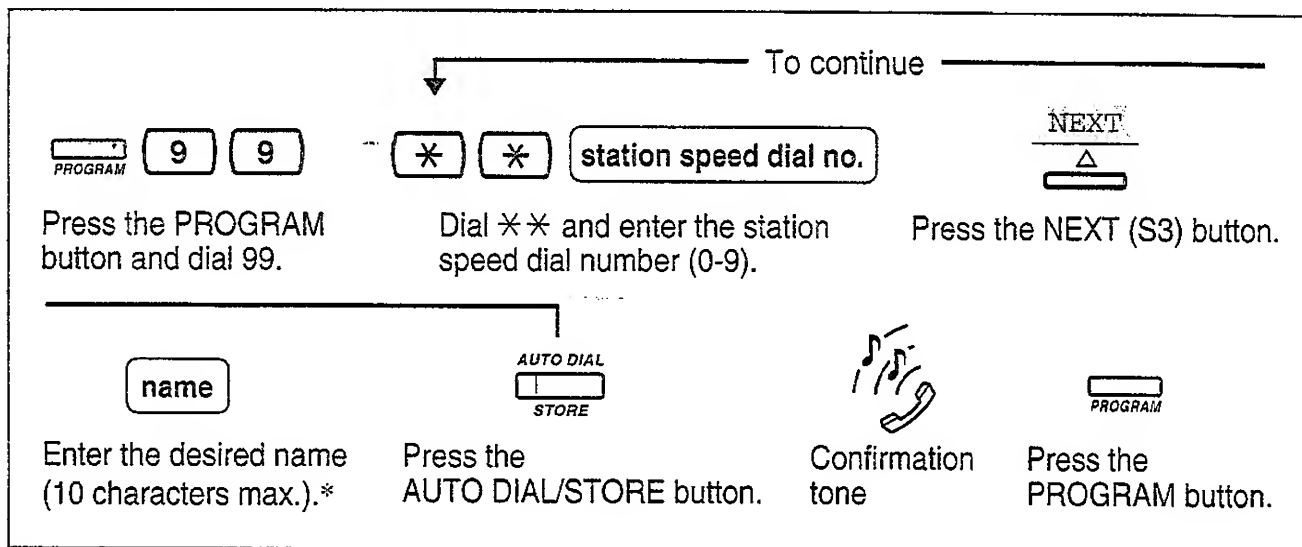 To continue
PROGRAM 9 9 ✳ ✳ station speed dial no. NEXT
Press the PROGRAM
button and dial 99.
Dial ✳✳ and enter the station
speed dial number (0-9).
Press the NEXT (S3) button.
name
AUTO DIAL
STORE
PROGRAM
Enter the desired name
(10 characters max.).*
Press the
AUTO DIAL/STORE button.
Confirmation
tone
Press the
PROGRAM button.